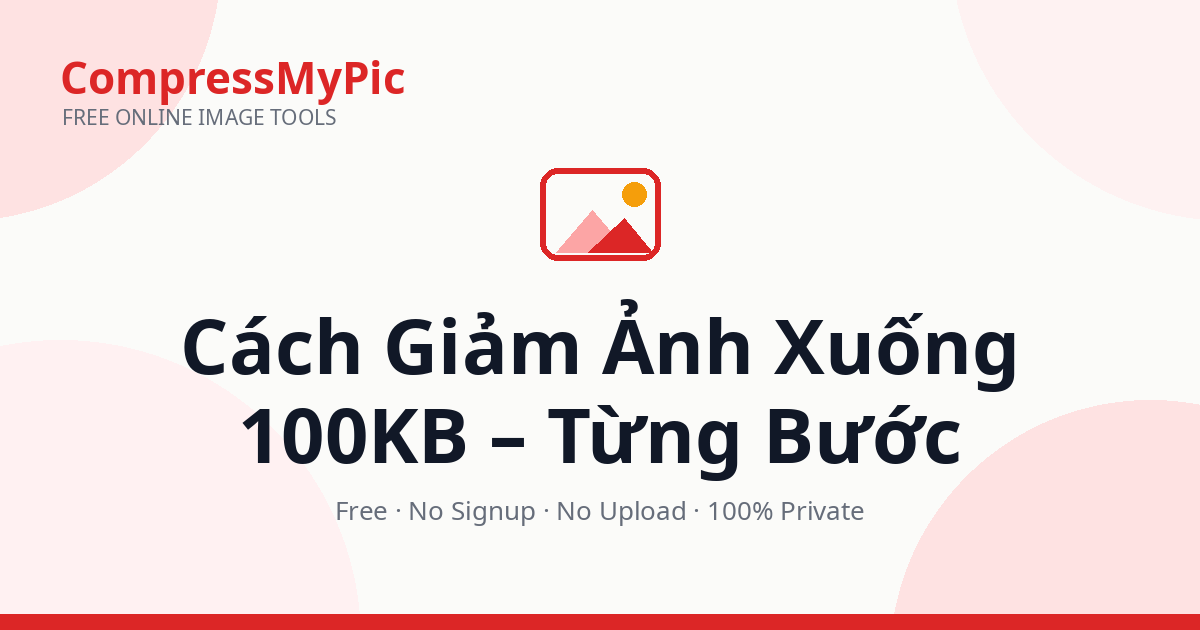 CompressMyPic
FREE ONLINE IMAGE TOOLS
Cách Giảm Ảnh Xuống
100KB – Từng Bước
Free · No Signup · No Upload · 100% Private